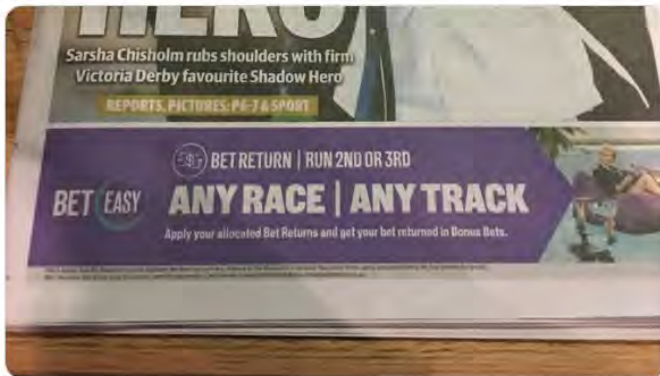 HERO
Sarsha Chisholm rubs shoulders with firm
Victoria Derby favourite Shadow Hero
REPORTS, PICTURES: P6-7 & SPORT
BET RETURN | RUN 2ND OR 3RD
BET EASY
ANY RACE | ANY TRACK
Apply your allocated Bet Returns and get your bet returned in Bonus Bets.